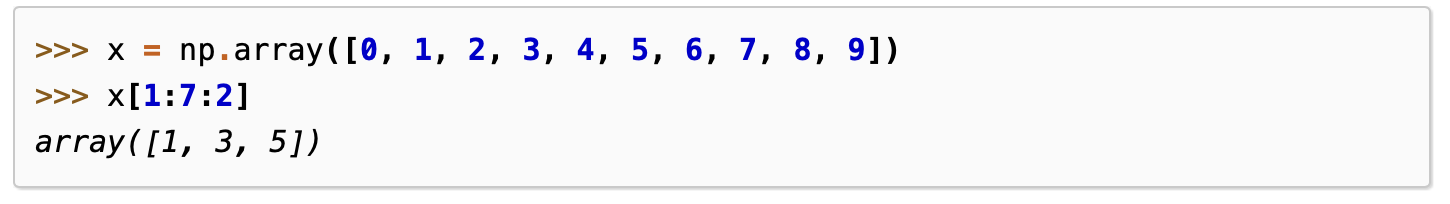 >>> x = np.array([0, 1, 2, 3, 4, 5, 6, 7, 8, 9])
>>> x[1:7:2]
array([1, 3, 5])